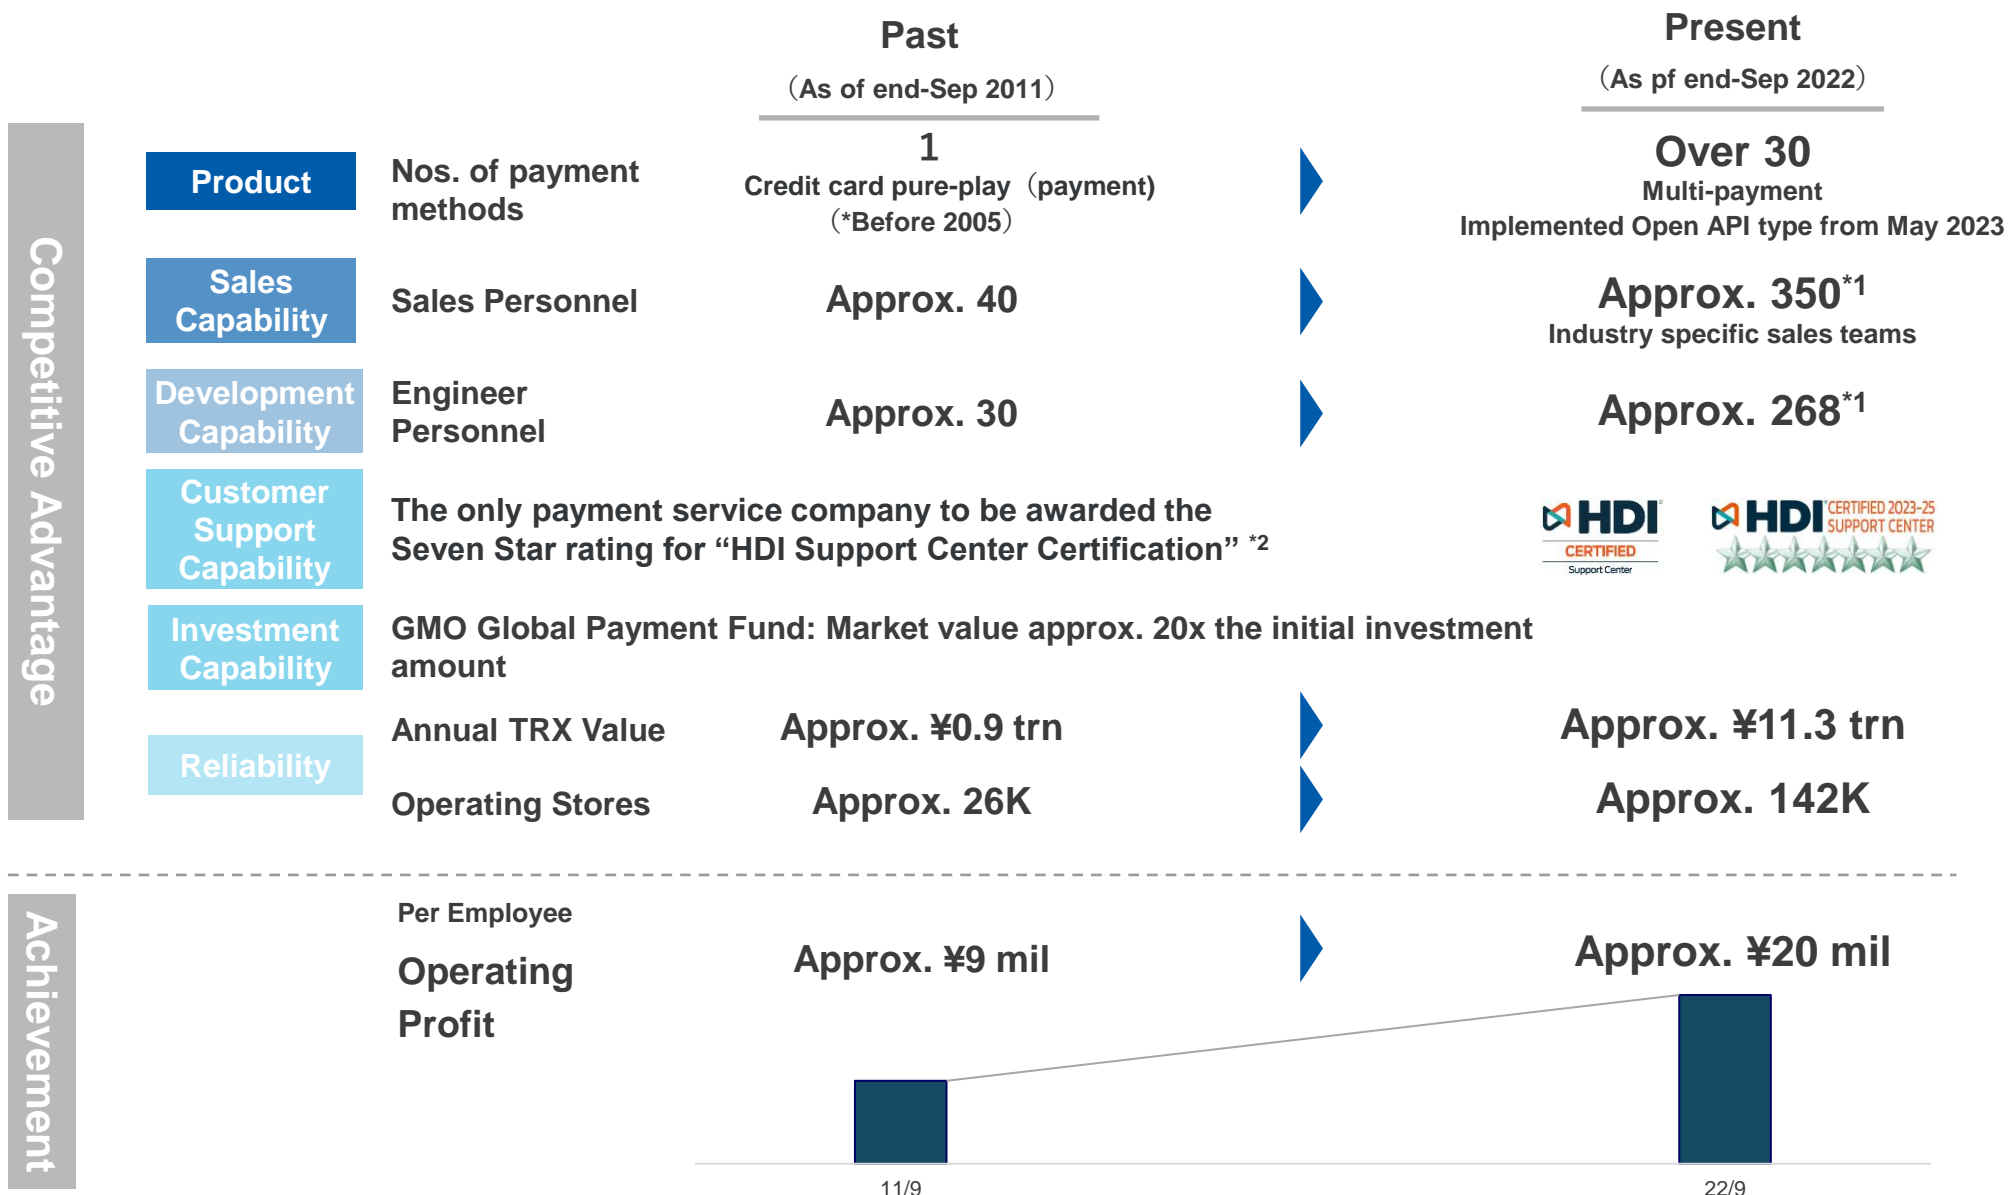 Past
（As of end-Sep 2011）
Present
（As pf end-Sep 2022）
Competitive Advantage
Product
Nos. of payment
methods
1
Credit card pure-play（payment)
（*Before 2005）
Over 30
Multi-payment
Implemented Open API type from May 2023
Sales
Capability
Sales Personnel
Approx. 40
Approx. 350*1
Industry specific sales teams
Development
Capability
Engineer
Personnel
Approx. 30
Approx. 268*1
Customer
Support
Capability
The only payment service company to be awarded the
Seven Star rating for “HDI Support Center Certification” *2
HDI
CERTIFIED
Support Center
HDI
CERTIFIED 2023-25
SUPPORT CENTER
Investment
Capability
GMO Global Payment Fund: Market value approx. 20x the initial investment
amount
Reliability
Annual TRX Value
Approx. ¥0.9 trn
Approx. ¥11.3 trn
Operating Stores
Approx. 26K
Approx. 142K
Achievement
Per Employee
Operating
Profit
Approx. ¥9 mil
Approx. ¥20 mil
11/9
22/9